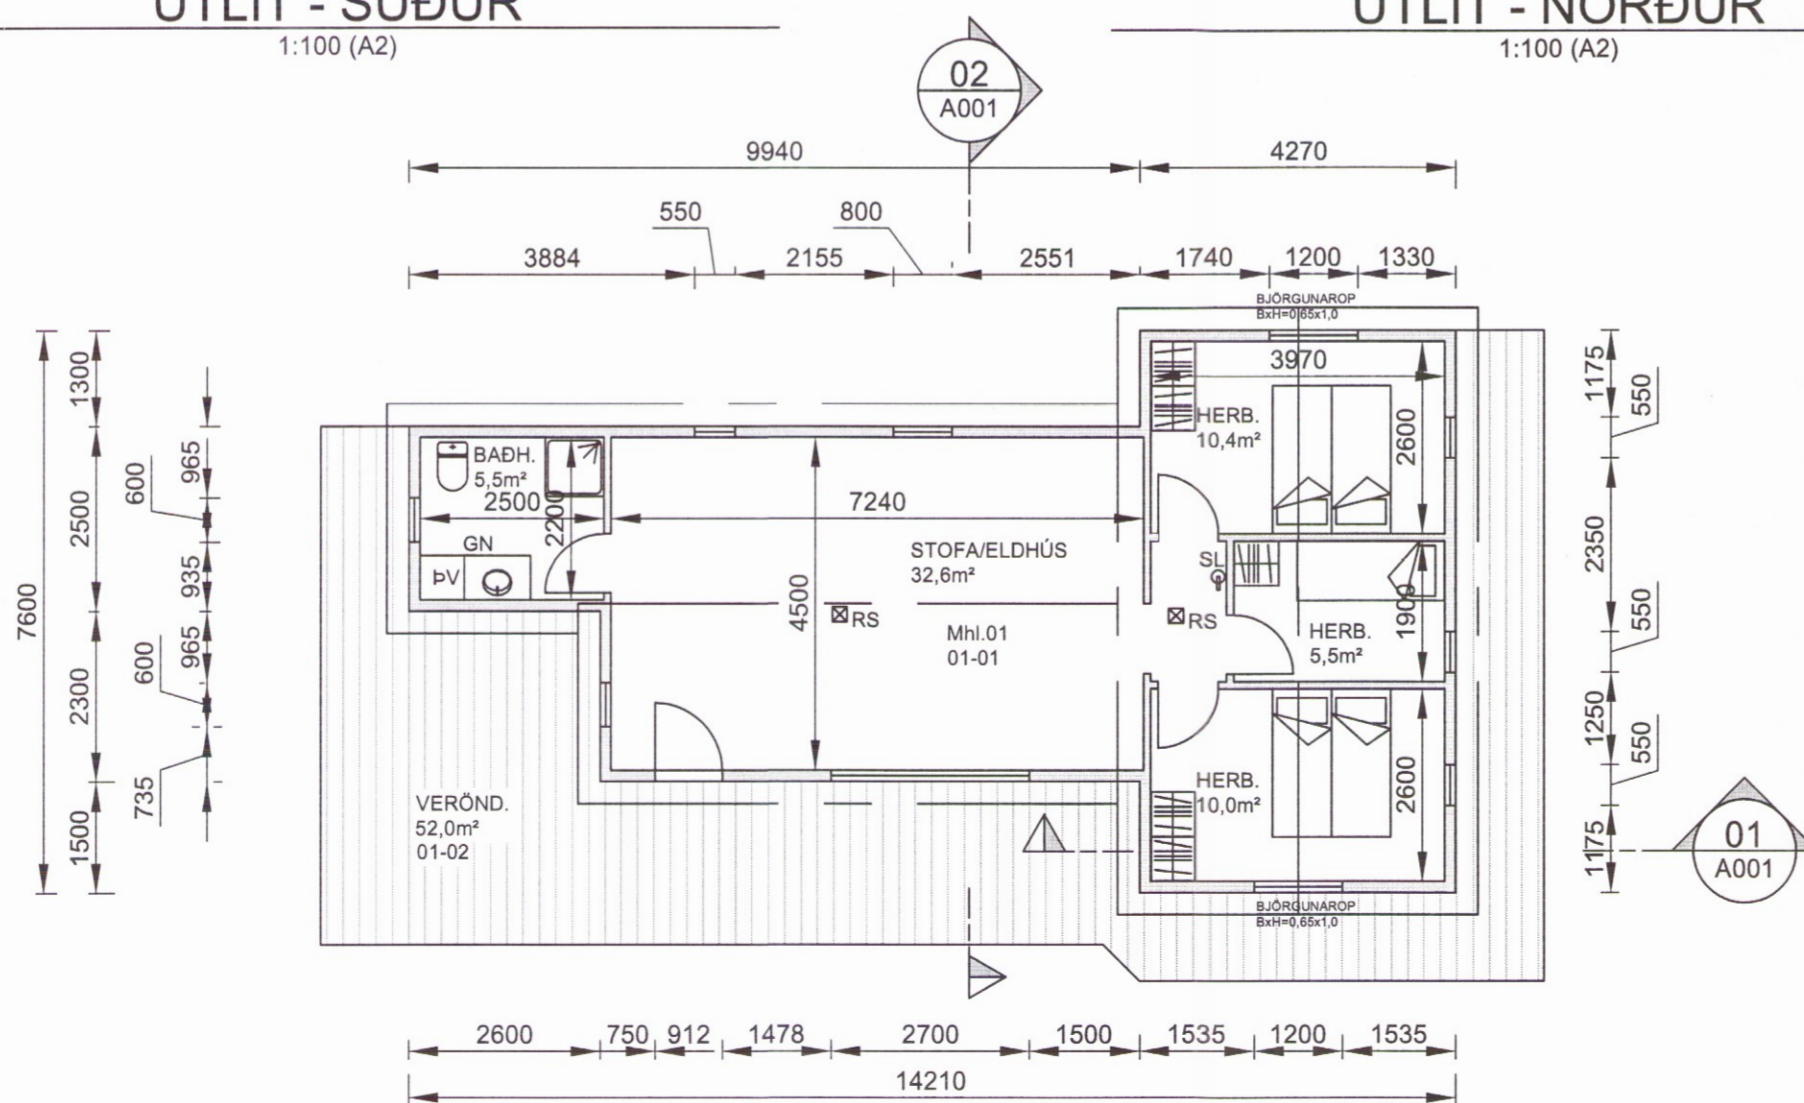 ÚTLIT - SUÐUR
1:100 (A2)
ÚTLIT - NORÐUR
1:100 (A2)
02
A001
9940
4270
550
800
3884
2155
2551
1740
1200
1330
BJÖRGUNAROP
BxH=0,65x1,0
7600
1300
2500
2300
1500
600
965
935
600
965
735
BAÐH.
5,5m²
2500
2200
GN
ÞV
7240
4500
STOFA/ELDHÚS
32,6m²
RS
Mhl.01
01-01
3970
HERB.
10,4m²
2600
SL
RS
1900
HERB.
5,5m²
HERB.
10,0m²
2600
BJÖRGUNAROP
BxH=0,65x1,0
VERÖND.
52,0m²
01-02
1175
550
2350
550
1250
550
1175
01
A001
2600
750
912
1478
2700
1500
1535
1200
1535
14210